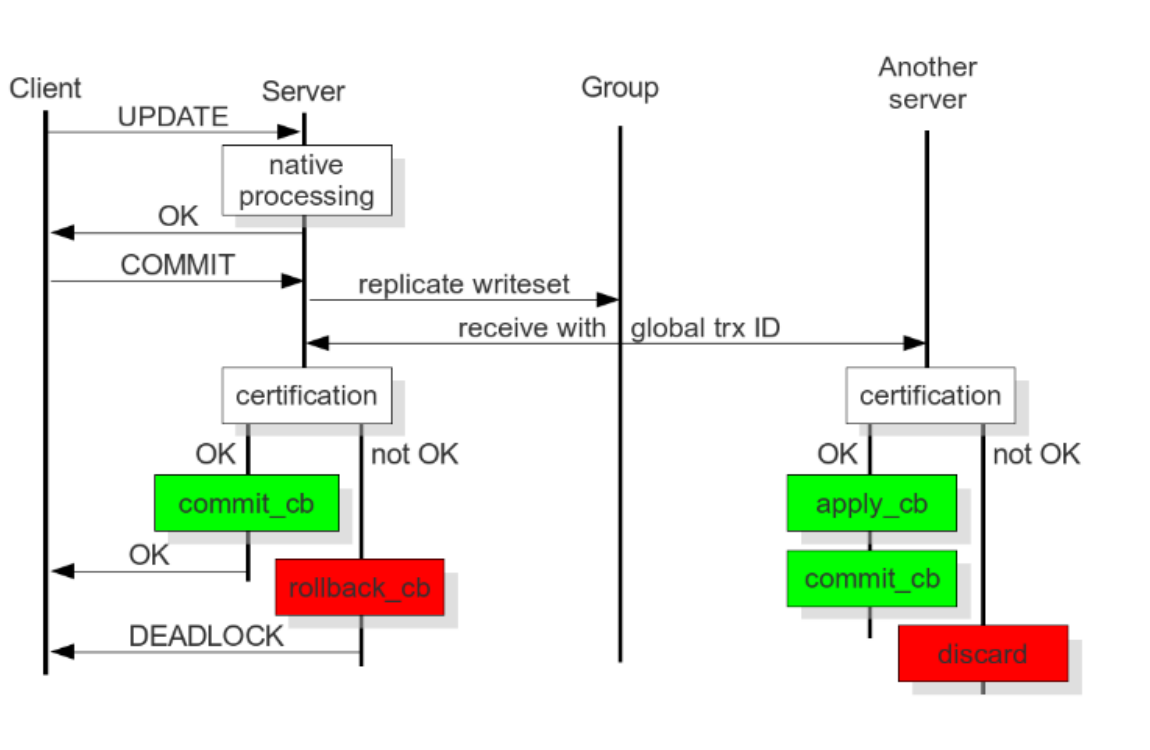 Client
Server
Group
Another
server
UPDATE
native
processing
OK
COMMIT
replicate writeset
receive with global trx ID
certification
certification
OK
not OK
OK
not OK
commit_cb
apply_cb
OK
rollback_cb
commit_cb
DEADLOCK
discard